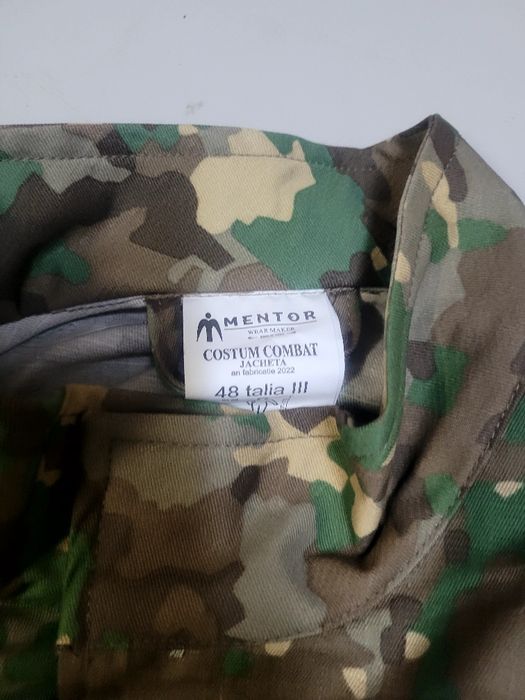 MENTOR
WEAR MAKER
COSTUM COMBAT
JACHETA
an fabricatie 2022
48 talia III